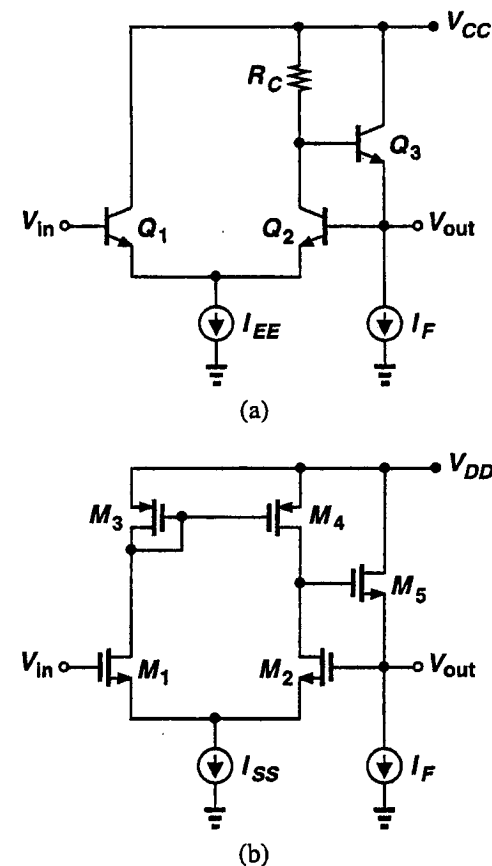 V_CC
R_C
Q_3
V_in
Q_1
Q_2
V_out
I_EE
I_F
(a)
V_DD
M_3
M_4
M_5
V_in
M_1
M_2
V_out
I_SS
I_F
(b)